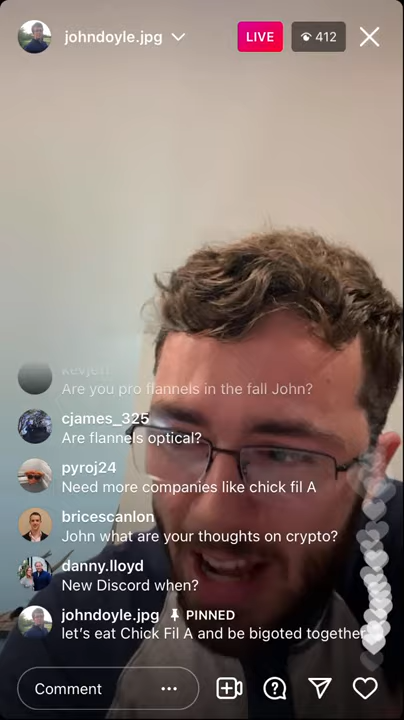 johndoyle.jpg
LIVE
412
kevjen
Are you pro flannels in the fall John?
cjames_325
Are flannels optical?
pyroj24
Need more companies like chick fil A
bricescanlon
John what are your thoughts on crypto?
danny.lloyd
New Discord when?
johndoyle.jpg PINNED
let's eat Chick Fil A and be bigoted together
Comment